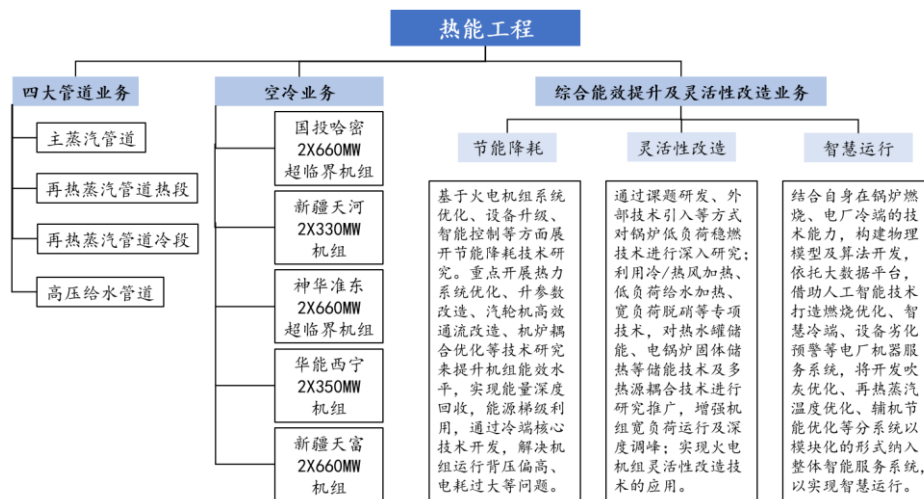 热能工程
四大管道业务
主蒸汽管道
再热蒸汽管道热段
再热蒸汽管道冷段
高压给水管道
空冷业务
国投哈密
2X660MW
超临界机组
新疆天河
2X330MW
机组
神华准东
2X660MW
超临界机组
华能西宁
2X350MW
机组
新疆天富
2X660MW
机组
综合能效提升及灵活性改造业务
节能降耗
基于火电机组系统
优化、设备升级、
智能控制等方面展
开节能降耗技术研
究。重点开展热力
系统优化、升参数
改造、汽轮机高效
通流改造、机炉耦
合优化等技术研究
来提升机组能效水
平，实现能量深度
回收，能源梯级利
用，通过冷端核心
技术开发，解决机
组运行背压偏高、
电耗过大等问题。
灵活性改造
通过课题研发、外
部技术引入等方式
对锅炉低负荷稳燃
技术进行深入研究；
利用冷/热风加热、
低负荷给水加热、
宽负荷脱硝等专项
技术，对热水罐储
能、电锅炉固体储
热等储能技术及多
热源耦合技术进行
研究推广，增强机
组宽负荷运行及深
度调峰；实现火电
机组灵活性改造技
术的应用。
智慧运行
结合自身在锅炉燃
烧、电厂冷端的技
术能力，构建物理
模型及算法开发，
依托大数据平台，
借助人工智能技术
打造燃烧优化、智
慧冷端、设备劣化
预警等电厂机器服
务系统，将开发吹
灰优化、再热蒸汽
温度优化、辅机节
能优化等分系统以
模块化的形式纳入
整体智能服务系统，
以实现智慧运行。